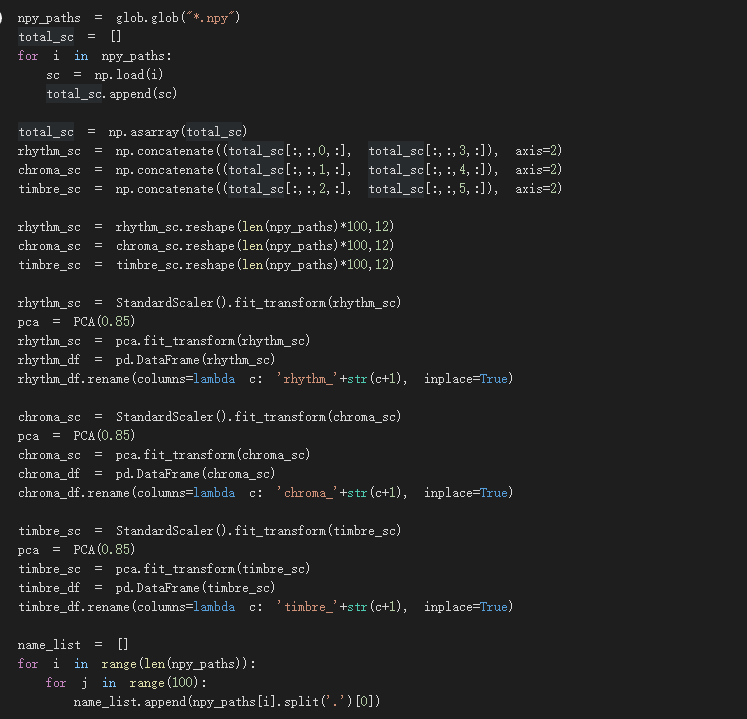 npy_paths = glob.glob("*.npy")
total_sc = []
for i in npy_paths:
    sc = np.load(i)
    total_sc.append(sc)
total_sc = np.asarray(total_sc)
rhythm_sc = np.concatenate((total_sc[:,:,0,:], total_sc[:,:,3,:]), axis=2)
chroma_sc = np.concatenate((total_sc[:,:,1,:], total_sc[:,:,4,:]), axis=2)
timbre_sc = np.concatenate((total_sc[:,:,2,:], total_sc[:,:,5,:]), axis=2)
rhythm_sc = rhythm_sc.reshape(len(npy_paths)*100,12)
chroma_sc = chroma_sc.reshape(len(npy_paths)*100,12)
timbre_sc = timbre_sc.reshape(len(npy_paths)*100,12)
rhythm_sc = StandardScaler().fit_transform(rhythm_sc)
pca = PCA(0.85)
rhythm_sc = pca.fit_transform(rhythm_sc)
rhythm_df = pd.DataFrame(rhythm_sc)
rhythm_df.rename(columns=lambda c: 'rhythm_'+str(c+1), inplace=True)
chroma_sc = StandardScaler().fit_transform(chroma_sc)
pca = PCA(0.85)
chroma_sc = pca.fit_transform(chroma_sc)
chroma_df = pd.DataFrame(chroma_sc)
chroma_df.rename(columns=lambda c: 'chroma_'+str(c+1), inplace=True)
timbre_sc = StandardScaler().fit_transform(timbre_sc)
pca = PCA(0.85)
timbre_sc = pca.fit_transform(timbre_sc)
timbre_df = pd.DataFrame(timbre_sc)
timbre_df.rename(columns=lambda c: 'timbre_'+str(c+1), inplace=True)
name_list = []
for i in range(len(npy_paths)):
    for j in range(100):
        name_list.append(npy_paths[i].split('.')[0])